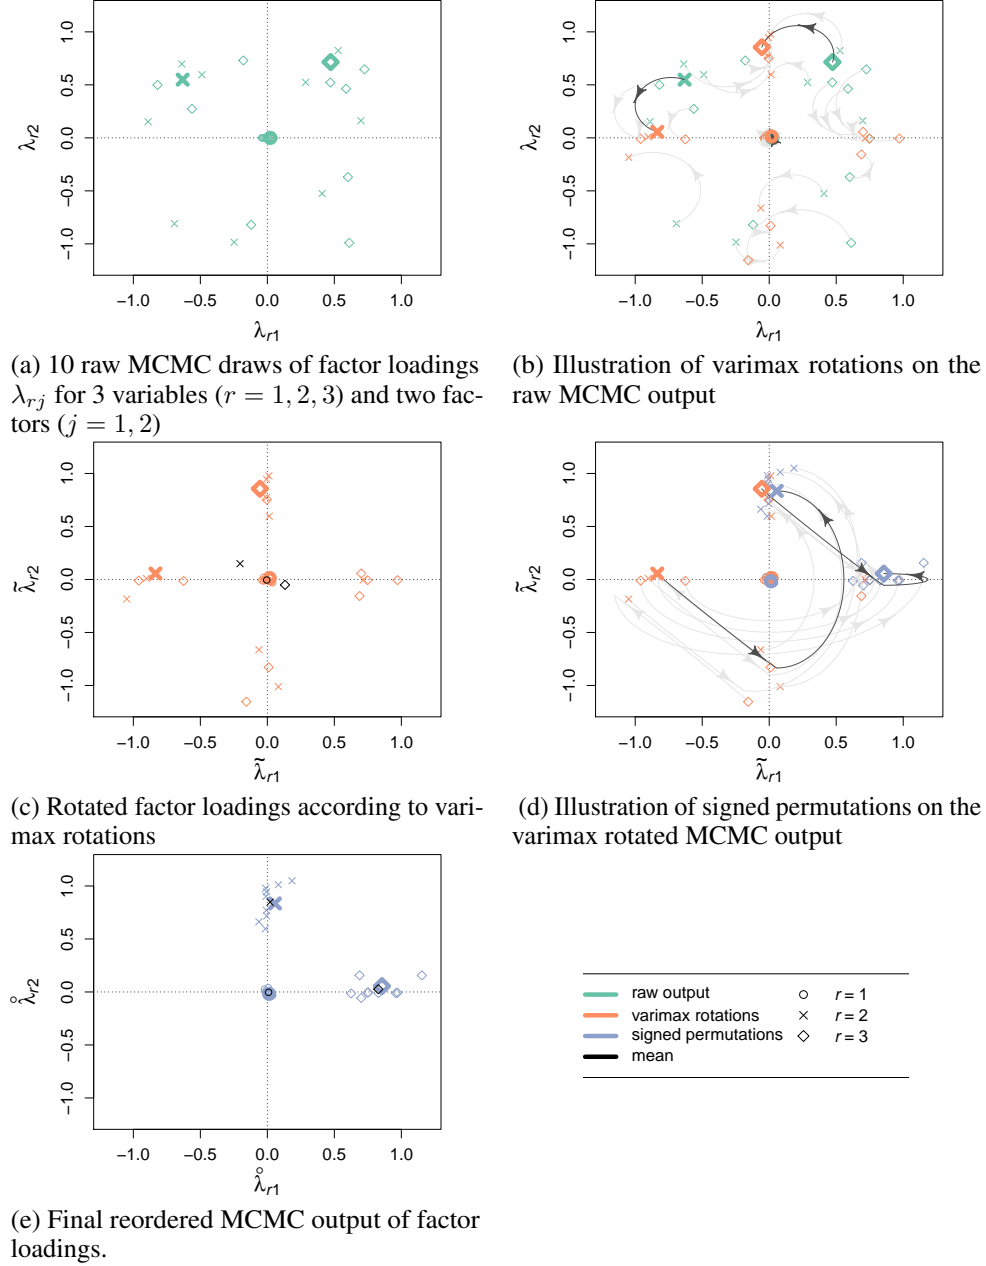 1.0
0.5
0.0
−0.5
−1.0
λr2
−1.0 −0.5 0.0 0.5 1.0
λr1
(a) 10 raw MCMC draws of factor loadings
λrj for 3 variables (r = 1, 2, 3) and two fac-
tors (j = 1, 2)
1.0
0.5
0.0
−0.5
−1.0
λr2
−1.0 −0.5 0.0 0.5 1.0
λr1
(b) Illustration of varimax rotations on the
raw MCMC output
1.0
0.5
0.0
−0.5
−1.0
λ̃r2
−1.0 −0.5 0.0 0.5 1.0
λ̃r1
(c) Rotated factor loadings according to vari-
max rotations
1.0
0.5
0.0
−0.5
−1.0
λ̃r2
−1.0 −0.5 0.0 0.5 1.0
λ̃r1
(d) Illustration of signed permutations on the
varimax rotated MCMC output
1.0
0.5
0.0
−0.5
−1.0
λ̊r2
−1.0 −0.5 0.0 0.5 1.0
λ̊r1
(e) Final reordered MCMC output of factor
loadings.
raw output r = 1
varimax rotations r = 2
signed permutations r = 3
mean